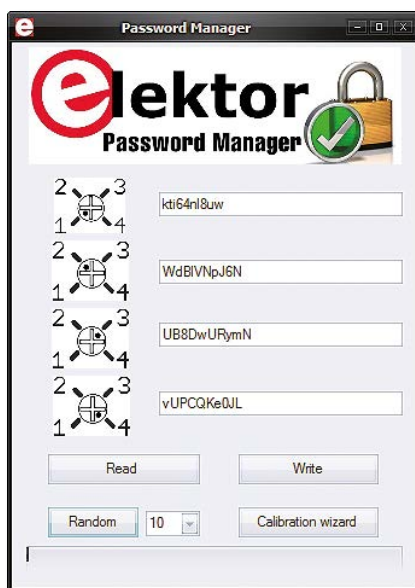 e Password Manager
elektor
Password Manager
2 3
kti64nl8uw
1 4
2 3
WdBIVNpJ6N
1 4
2 3
UB8DwURymN
1 4
2 3
vUPCQKe0JL
1 4
Read Write
Random 10 Calibration wizard